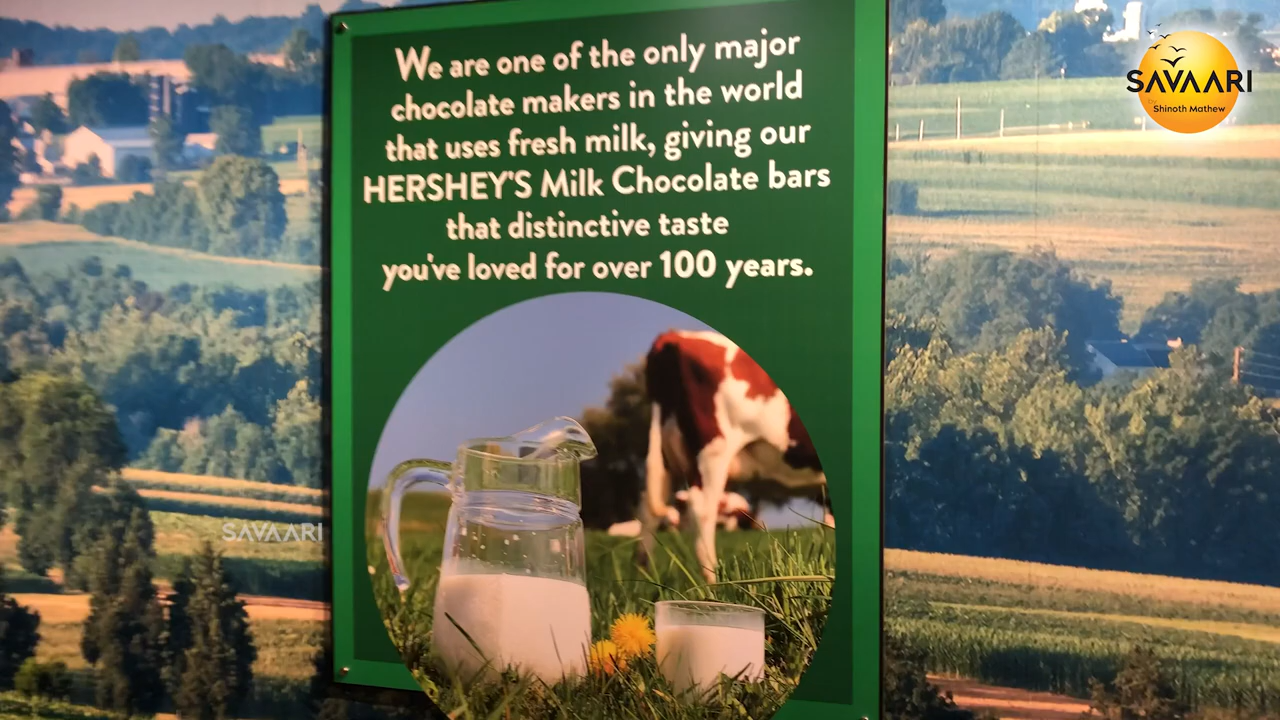 We are one of the only major
chocolate makers in the world
that uses fresh milk, giving our
HERSHEY'S Milk Chocolate bars
that distinctive taste
you've loved for over 100 years.
SAVAARI
by
Shinoth Mathew
SAVAARI